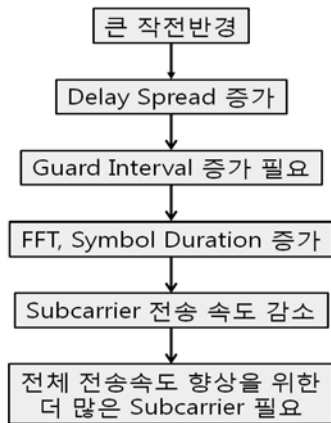 큰 작전반경
Delay Spread 증가
Guard Interval 증가 필요
FFT, Symbol Duration 증가
Subcarrier 전송 속도 감소
전체 전송속도 향상을 위한
더 많은 Subcarrier 필요